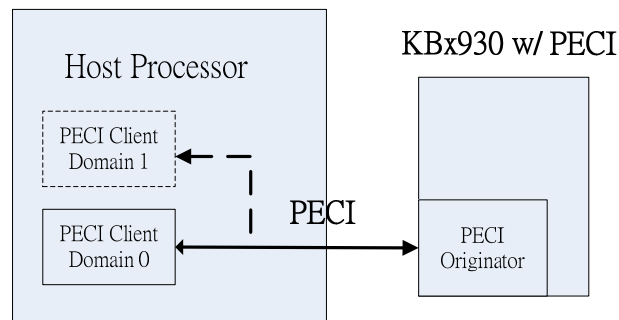 Host Processor
KBx930 w/ PECI
PECI Client
Domain 1
PECI
PECI Client
Domain 0
PECI
Originator